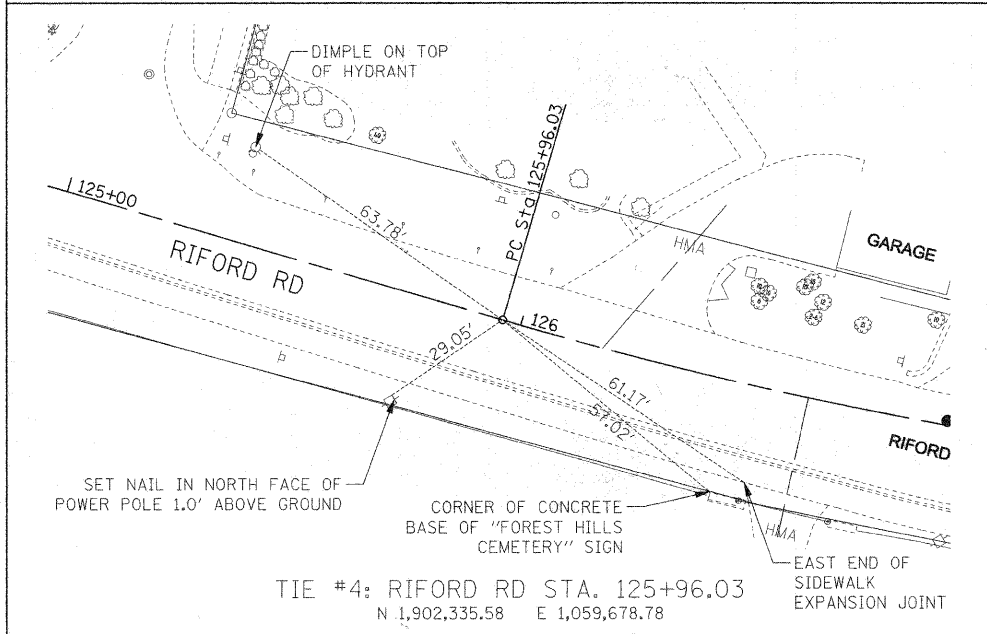 DIMPLE ON TOP
OF HYDRANT
PC Sta 125+96.03
125+00
63.78'
HMA
GARAGE
RIFORD RD
126
29.05'
61.17'
57.02'
RIFORD
SET NAIL IN NORTH FACE OF
POWER POLE 1.0' ABOVE GROUND
CORNER OF CONCRETE
BASE OF "FOREST HILLS
CEMETERY" SIGN
HMA
EAST END OF
SIDEWALK
EXPANSION JOINT
TIE #4: RIFORD RD STA. 125+96.03
N 1,902,335.58 E 1,059,678.78